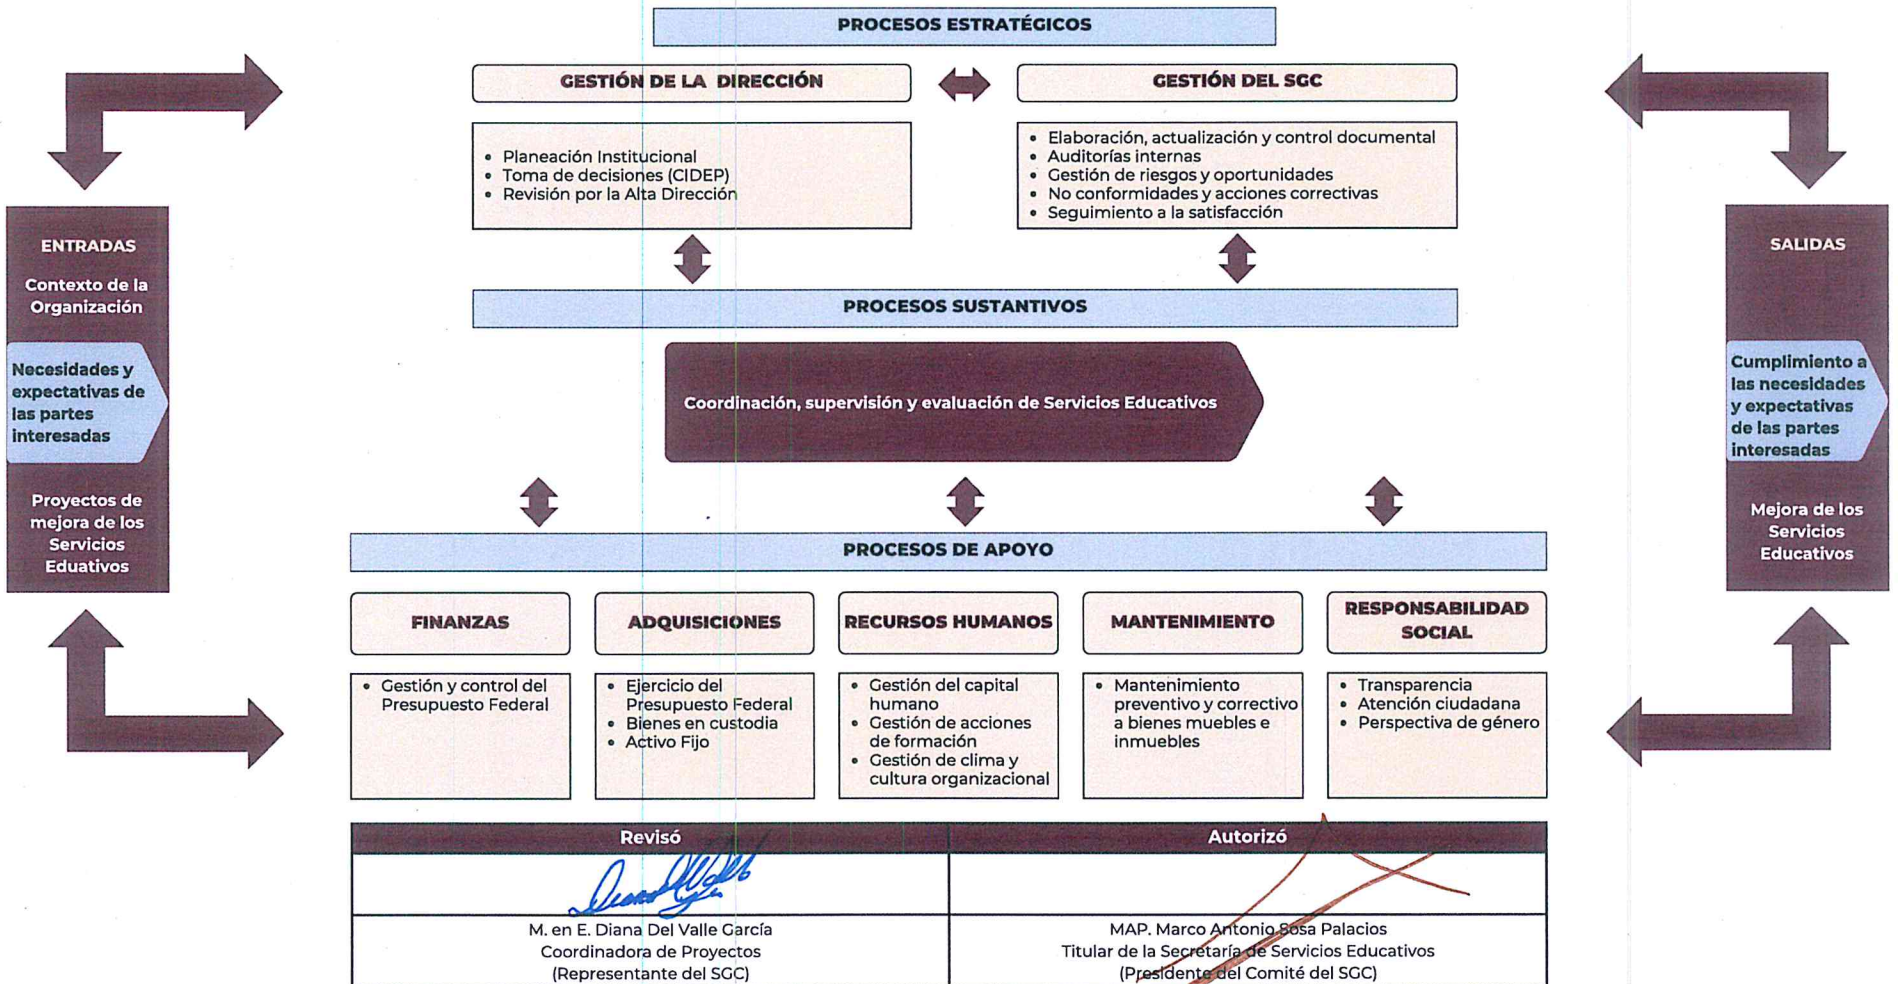 PROCESOS ESTRATÉGICOS
GESTIÓN DE LA DIRECCIÓN
GESTIÓN DEL SGC
• Planeación Institucional
• Toma de decisiones (CIDEP)
• Revisión por la Alta Dirección
• Elaboración, actualización y control documental
• Auditorías internas
• Gestión de riesgos y oportunidades
• No conformidades y acciones correctivas
• Seguimiento a la satisfacción
ENTRADAS
Contexto de la
Organización
Necesidades y
expectativas de
las partes
interesadas
Proyectos de
mejora de los
Servicios
Eduativos
PROCESOS SUSTANTIVOS
Coordinación, supervisión y evaluación de Servicios Educativos
SALIDAS
Cumplimiento a
las necesidades
y expectativas
de las partes
interesadas
Mejora de los
Servicios
Educativos
PROCESOS DE APOYO
FINANZAS
• Gestión y control del
Presupuesto Federal
ADQUISICIONES
• Ejercicio del
Presupuesto Federal
• Bienes en custodia
• Activo Fijo
RECURSOS HUMANOS
• Gestión del capital
humano
• Gestión de acciones
de formación
• Gestión de clima y
cultura organizacional
MANTENIMIENTO
• Mantenimiento
preventivo y correctivo
a bienes muebles e
inmuebles
RESPONSABILIDAD
SOCIAL
• Transparencia
• Atención ciudadana
• Perspectiva de género
Revisó
M. en E. Diana Del Valle García
Coordinadora de Proyectos
(Representante del SGC)
Autorizó
MAP. Marco Antonio Sosa Palacios
Titular de la Secretaría de Servicios Educativos
(Presidente del Comité del SGC)